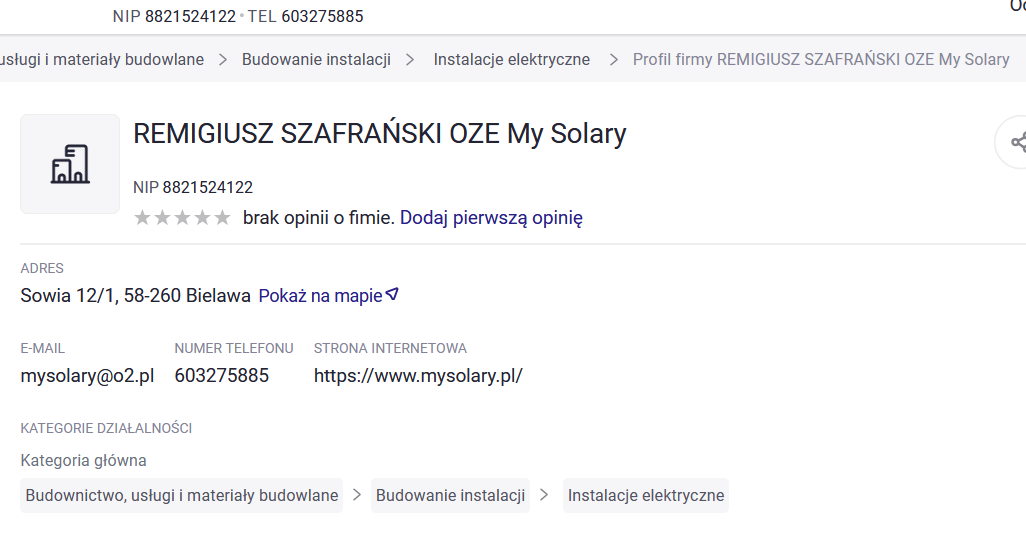 NIP 8821524122 • TEL 603275885
usługi i materiały budowlane > Budowanie instalacji > Instalacje elektryczne > Profil firmy REMIGIUSZ SZAFRAŃSKI OZE My Solary
REMIGIUSZ SZAFRAŃSKI OZE My Solary
NIP 8821524122
brak opinii o fimie. Dodaj pierwszą opinię
ADRES
Sowia 12/1, 58-260 Bielawa Pokaż na mapie
E-MAIL NUMER TELEFONU STRONA INTERNETOWA
mysolary@o2.pl 603275885 https://www.mysolary.pl/
KATEGORIE DZIAŁALNOŚCI
Kategoria główna
Budownictwo, usługi i materiały budowlane > Budowanie instalacji > Instalacje elektryczne